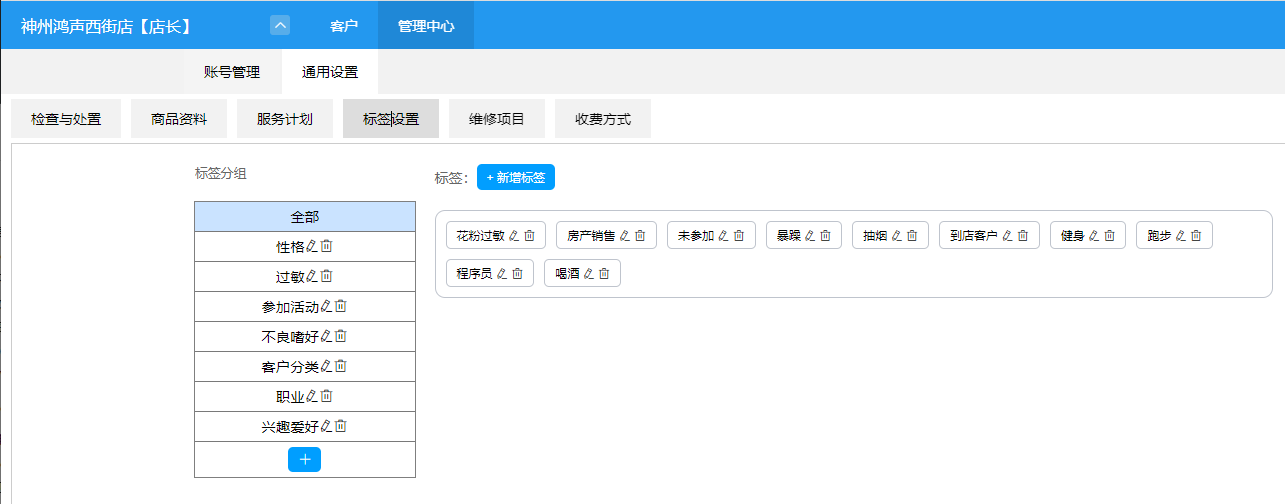 神州鸿声西街店【店长】 客户 管理中心
账号管理 通用设置
检查与处置 商品资料 服务计划 标签设置 维修项目 收费方式
标签分组
全部
性格
过敏
参加活动
不良嗜好
客户分类
职业
兴趣爱好
+
标签： + 新增标签
花粉过敏 房产销售 未参加 暴躁 抽烟 到店客户 健身 跑步
程序员 喝酒